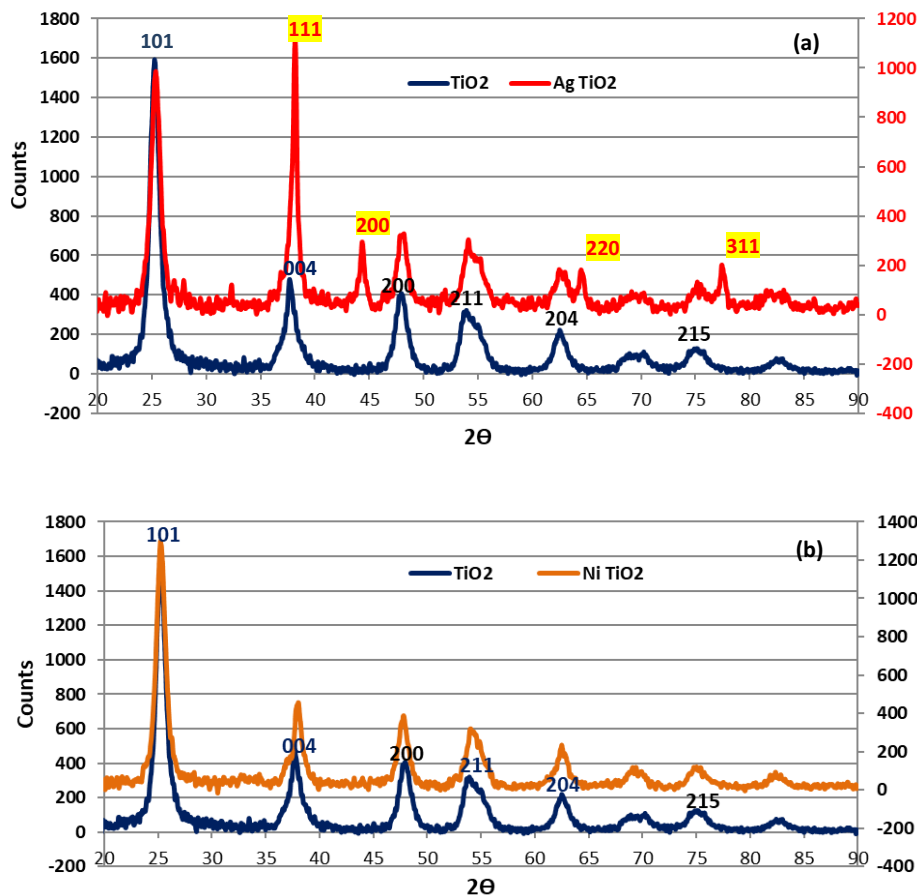 1800 1200
111 (a)
101
1600 1000
TiO2 Ag TiO2
1400 800
1200 600
1000 400
Counts
800 200 220 311 200
600 004 200 211 0
400 204 215 -200
200 -400
0
-200
20 25 30 35 40 45 50 55 60 65 70 75 80 85 90
2Θ
1800 1400
101 (b)
1600 1200
TiO2 Ni TiO2
1400 1000
1200 800
1000 600
Counts
800 400
600 004 200 211 200
400 204 215 0
200 -200
0 -400
-200
20 25 30 35 40 45 50 55 60 65 70 75 80 85 90
2Θ